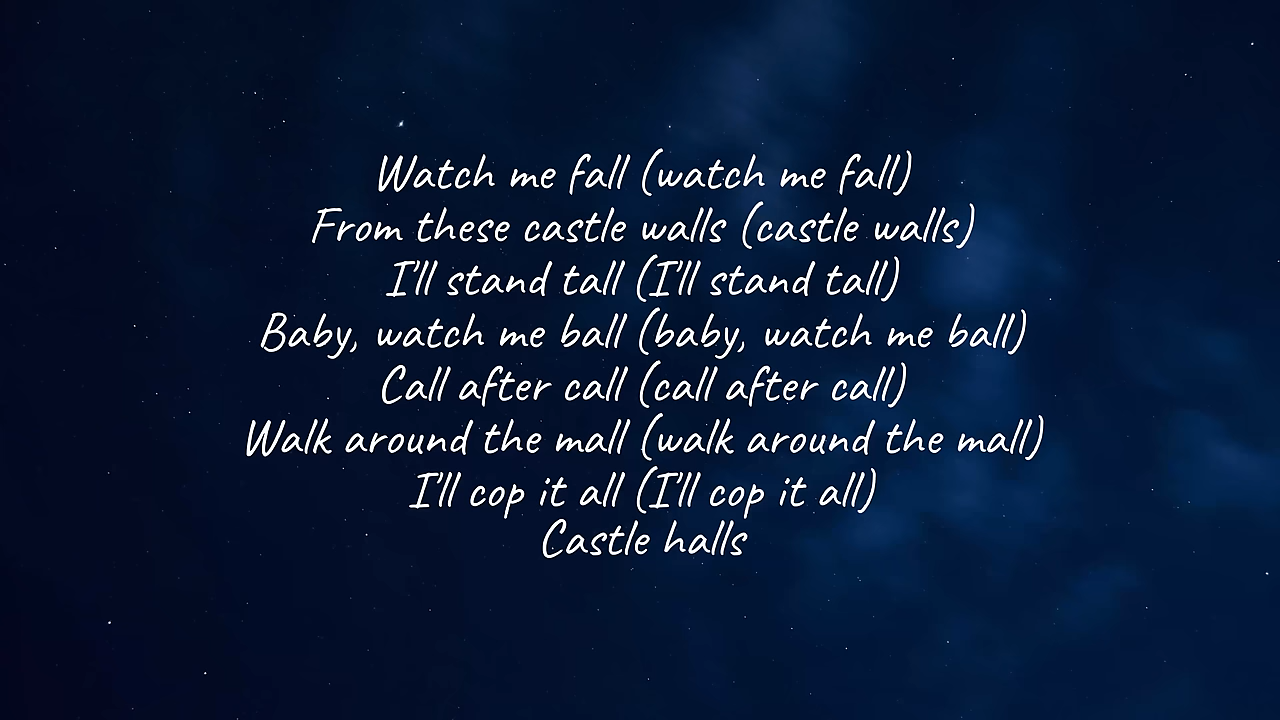 Watch me fall (watch me fall)
From these castle walls (castle walls)
I'll stand tall (I'll stand tall)
Baby, watch me ball (baby, watch me ball)
Call after call (call after call)
Walk around the mall (walk around the mall)
I'll cop it all (I'll cop it all)
Castle halls